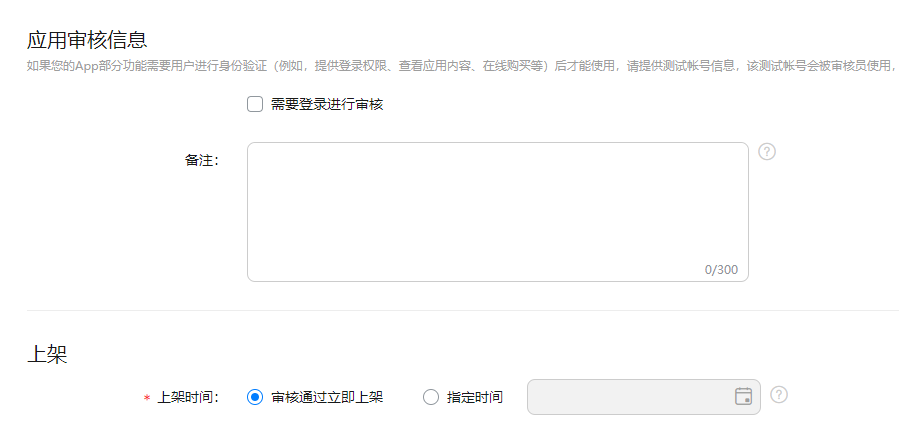 应用审核信息
如果您的App部分功能需要用户进行身份验证（例如，提供登录权限、查看应用内容、在线购买等）后才能使用，请提供测试帐号信息，该测试帐号会被审核员使用，
需要登录进行审核
备注：
0/300
上架
* 上架时间： 审核通过立即上架 指定时间